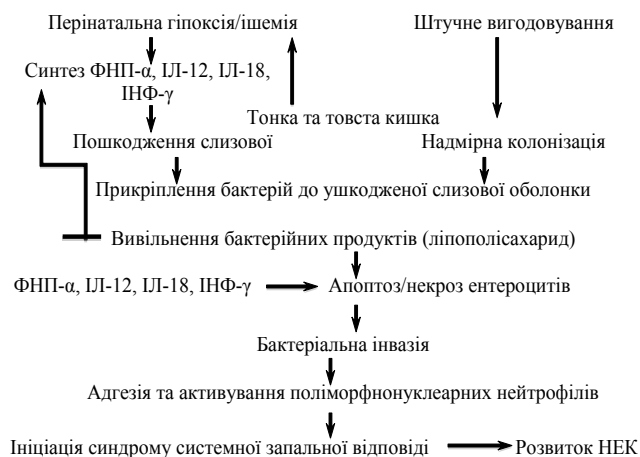 Перінатальна гіпоксія/ішемія
Штучне вигодовування
Синтез ФНП-α, ІЛ-12, ІЛ-18,
ІНФ-γ
Тонка та товста кишка
Пошкодження слизової
Надмірна колонізація
Прикріплення бактерій до ушкодженої слизової оболонки
Вивільнення бактерійних продуктів (ліпополісахарид)
ФНП-α, ІЛ-12, ІЛ-18, ІНФ-γ
Апоптоз/некроз ентероцитів
Бактеріальна інвазія
Адгезія та активування поліморфнонуклеарних нейтрофілів
Ініціація синдрому системної запальної відповіді
Розвиток НЕК